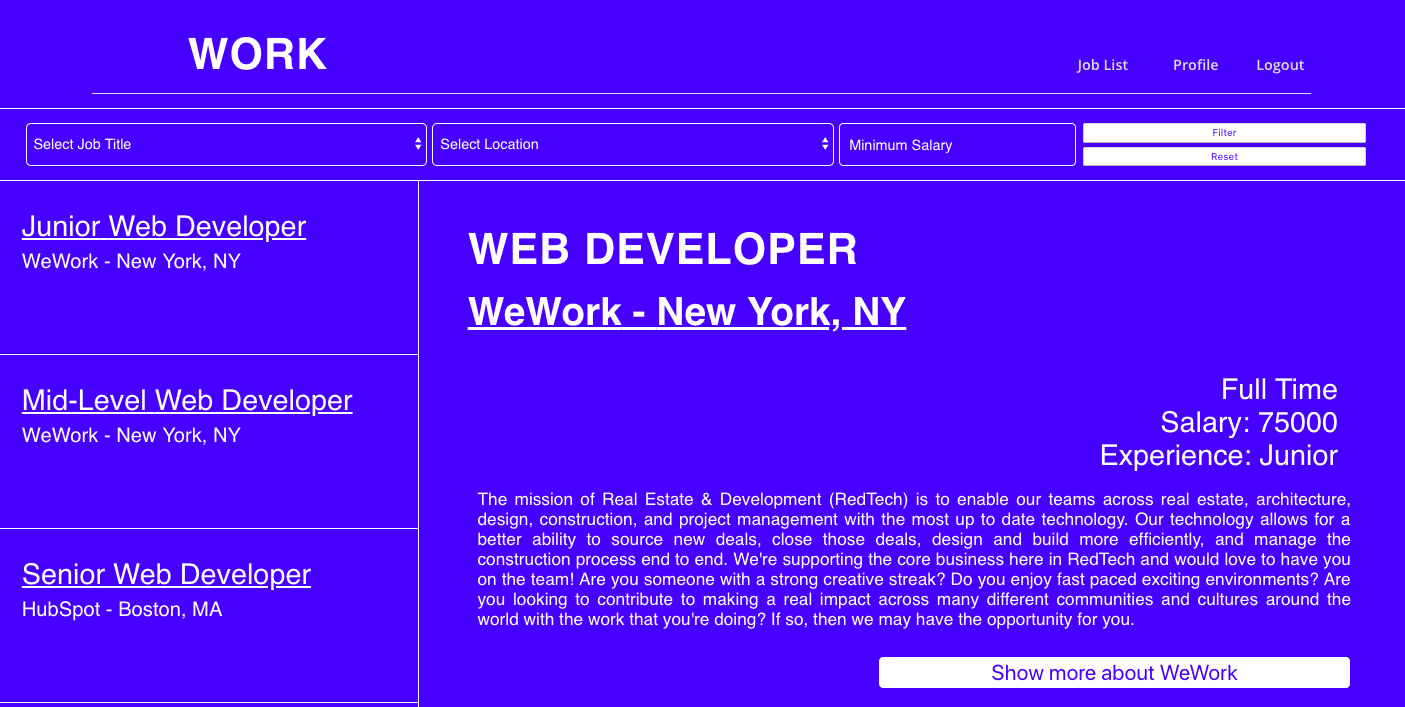 WORK
Job List Profile Logout
Select Job Title Select Location Minimum Salary Filter
Reset
Junior Web Developer
WeWork - New York, NY
Mid-Level Web Developer
WeWork - New York, NY
Senior Web Developer
HubSpot - Boston, MA
WEB DEVELOPER
WeWork - New York, NY
Full Time
Salary: 75000
Experience: Junior
The mission of Real Estate & Development (RedTech) is to enable our teams across real estate, architecture,
design, construction, and project management with the most up to date technology. Our technology allows for a
better ability to source new deals, close those deals, design and build more efficiently, and manage the
construction process end to end. We're supporting the core business here in RedTech and would love to have you
on the team! Are you someone with a strong creative streak? Do you enjoy fast paced exciting environments? Are
you looking to contribute to making a real impact across many different communities and cultures around the
world with the work that you're doing? If so, then we may have the opportunity for you.
Show more about WeWork